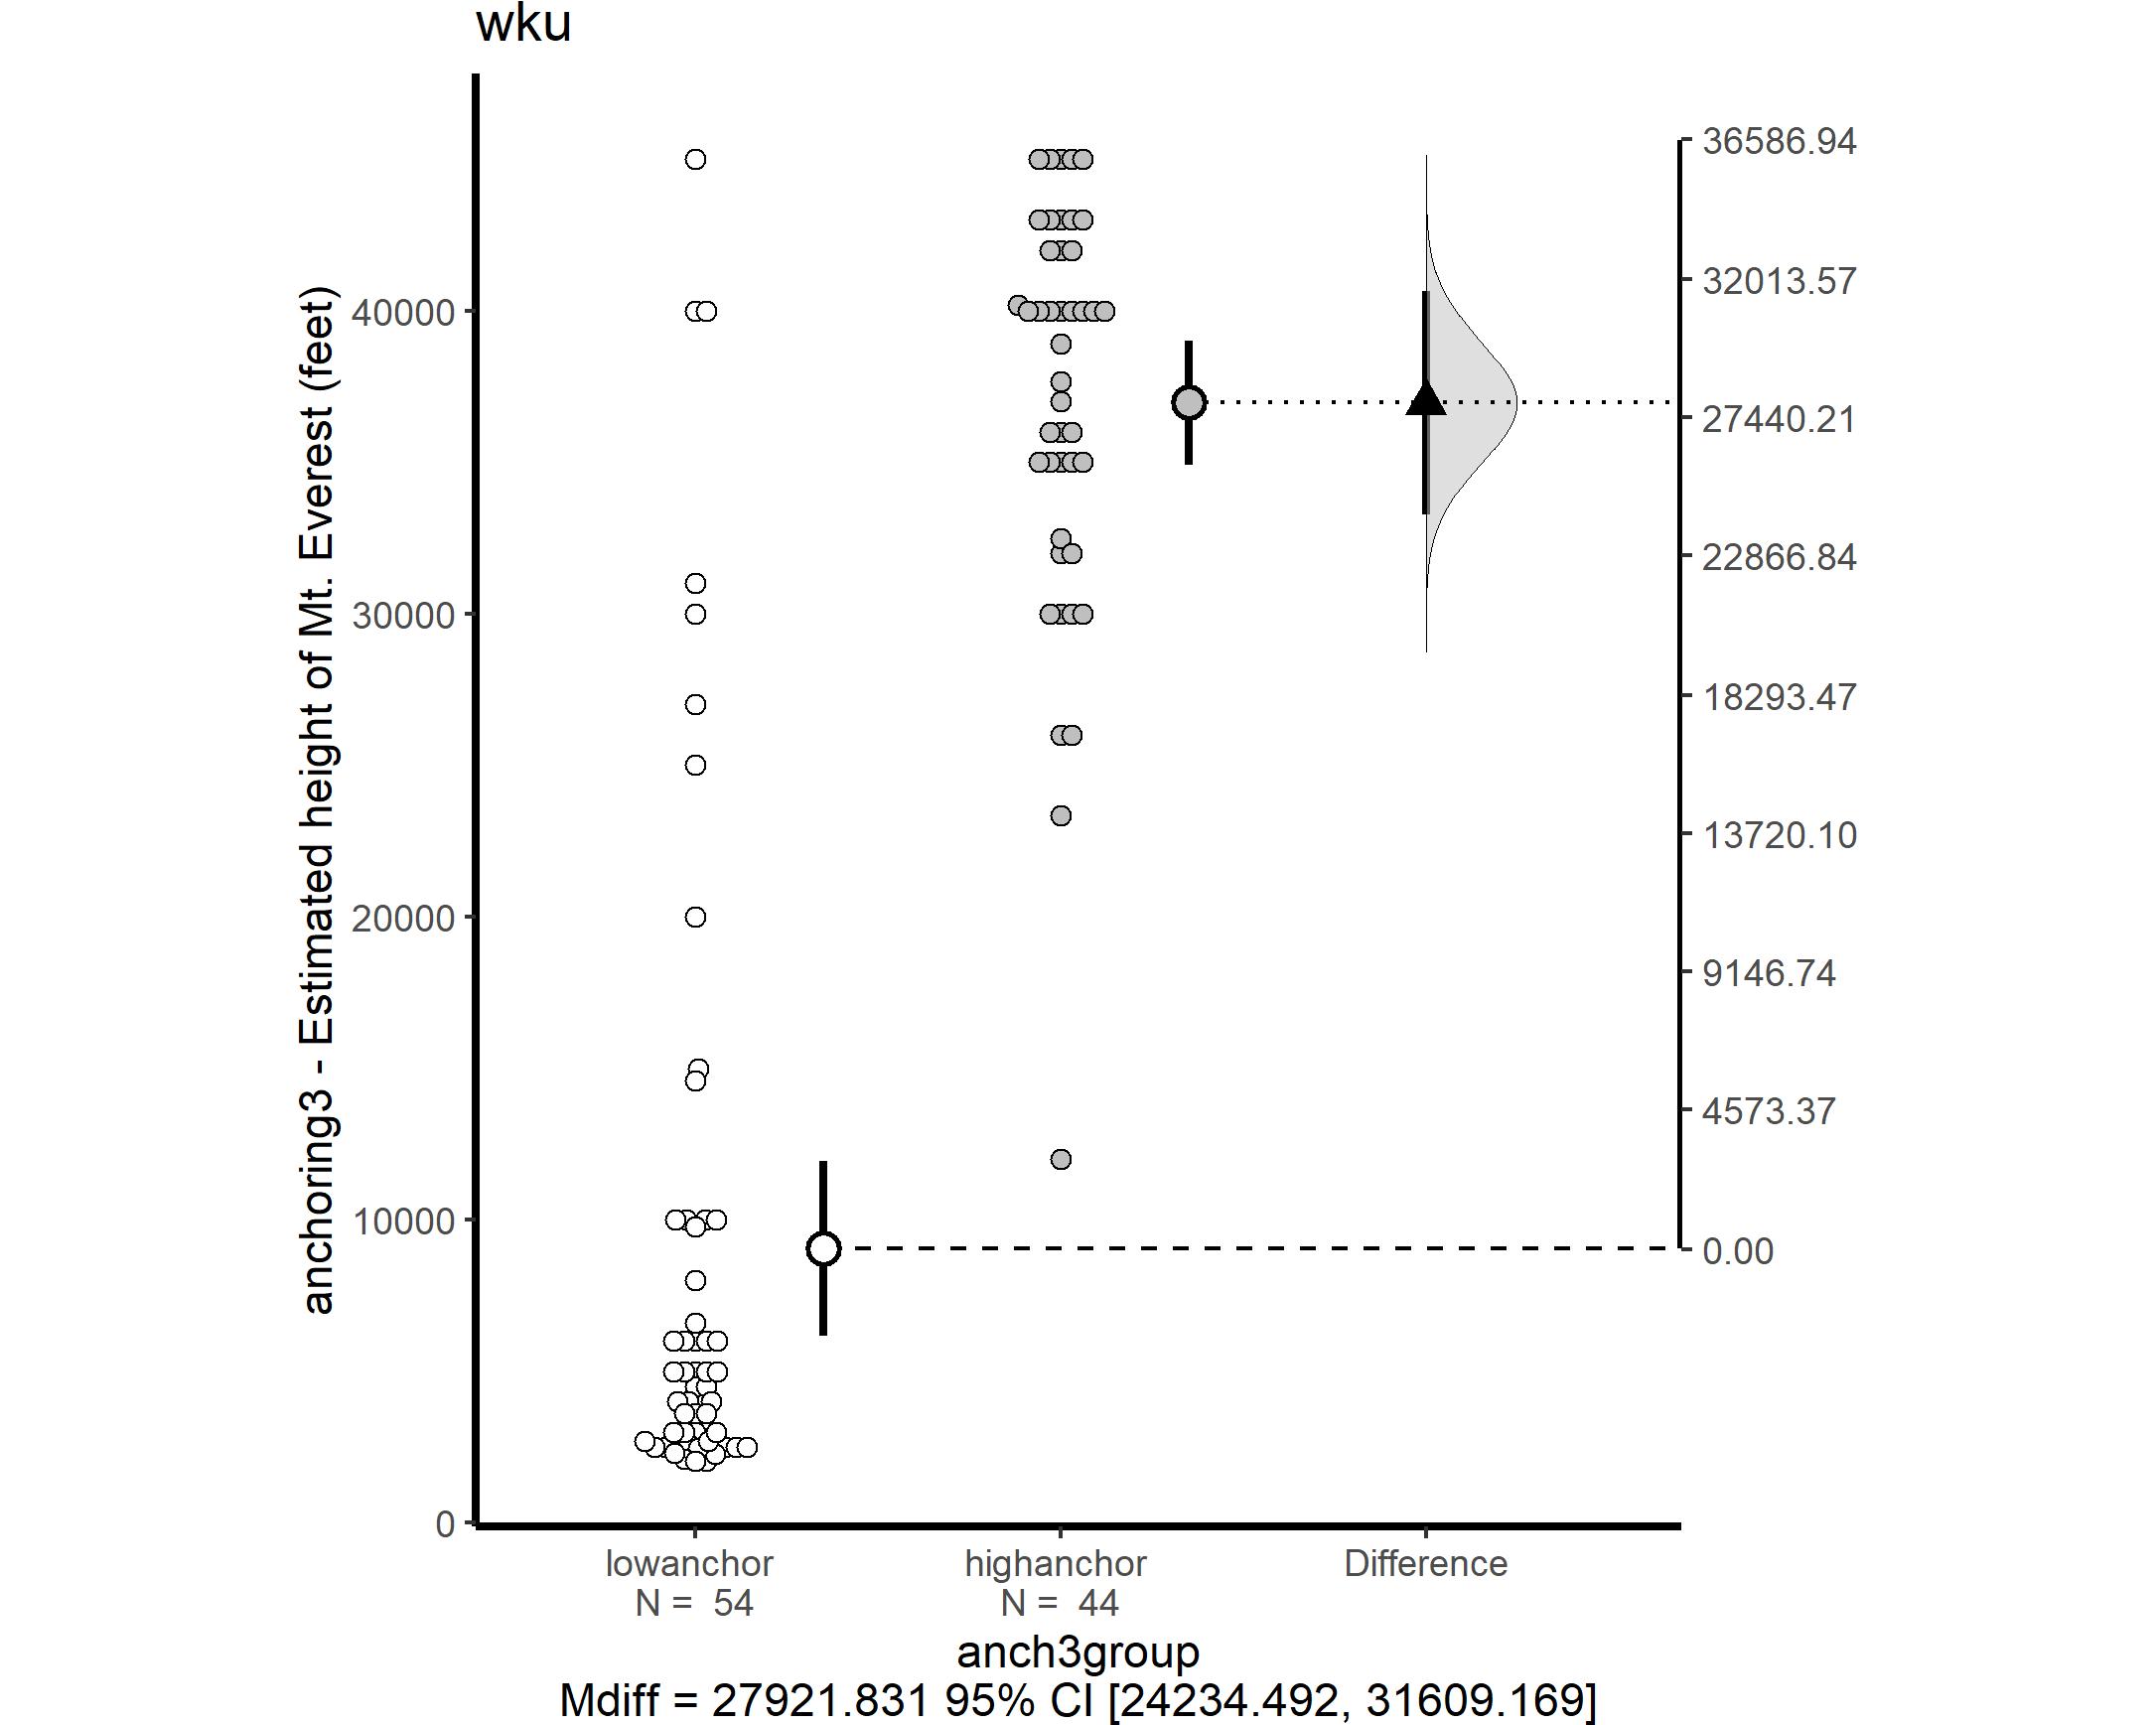 wku
anchoring3 - Estimated height of Mt. Everest (feet)
40000
30000
20000
10000
0
36586.94
32013.57
27440.21
22866.84
18293.47
13720.10
9146.74
4573.37
0.00
lowanchor
N = 54
highanchor
N = 44
Difference
anch3group
Mdiff = 27921.831 95% CI [24234.492, 31609.169]